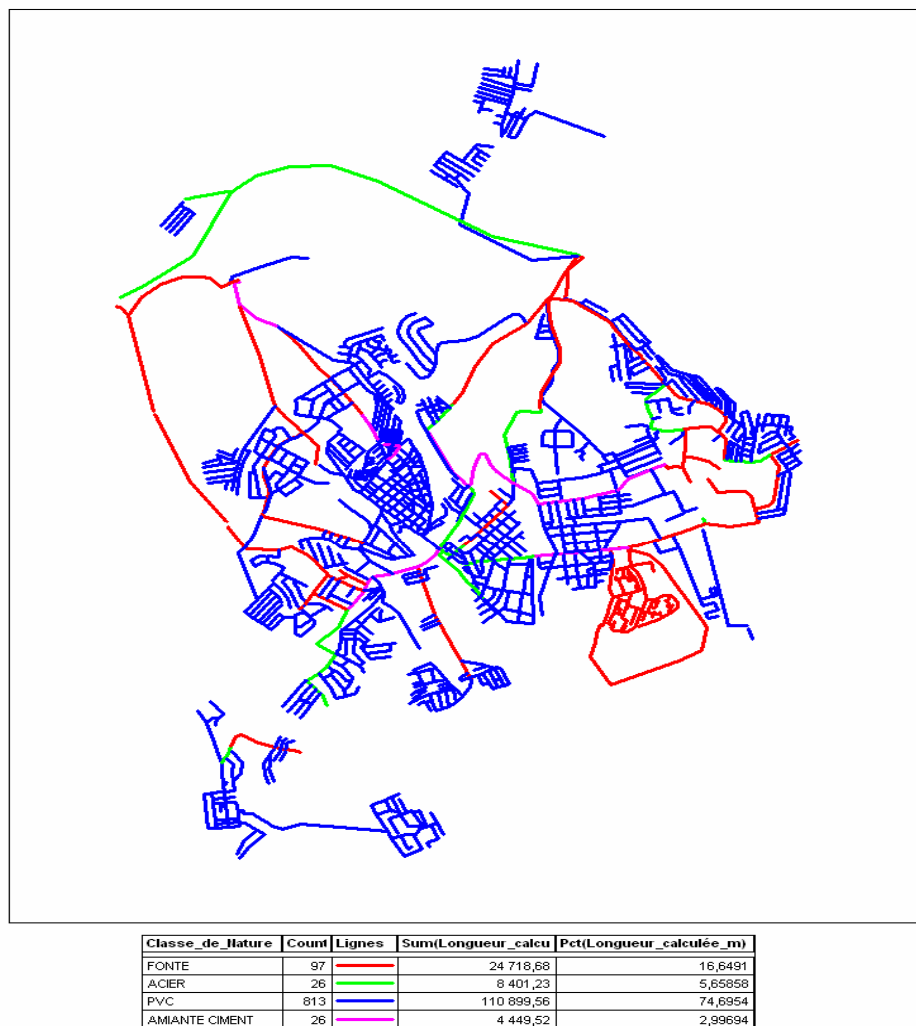 Classe_de_Nature Count Lignes Sum(Longueur_calcu Pct(Longueur_calculée_m)
FONTE 97 24 718,68 16,6491
ACIER 26 8 401,23 5,65858
PVC 813 110 899,56 74,6954
AMIANTE CIMENT 26 4 449,52 2,99694